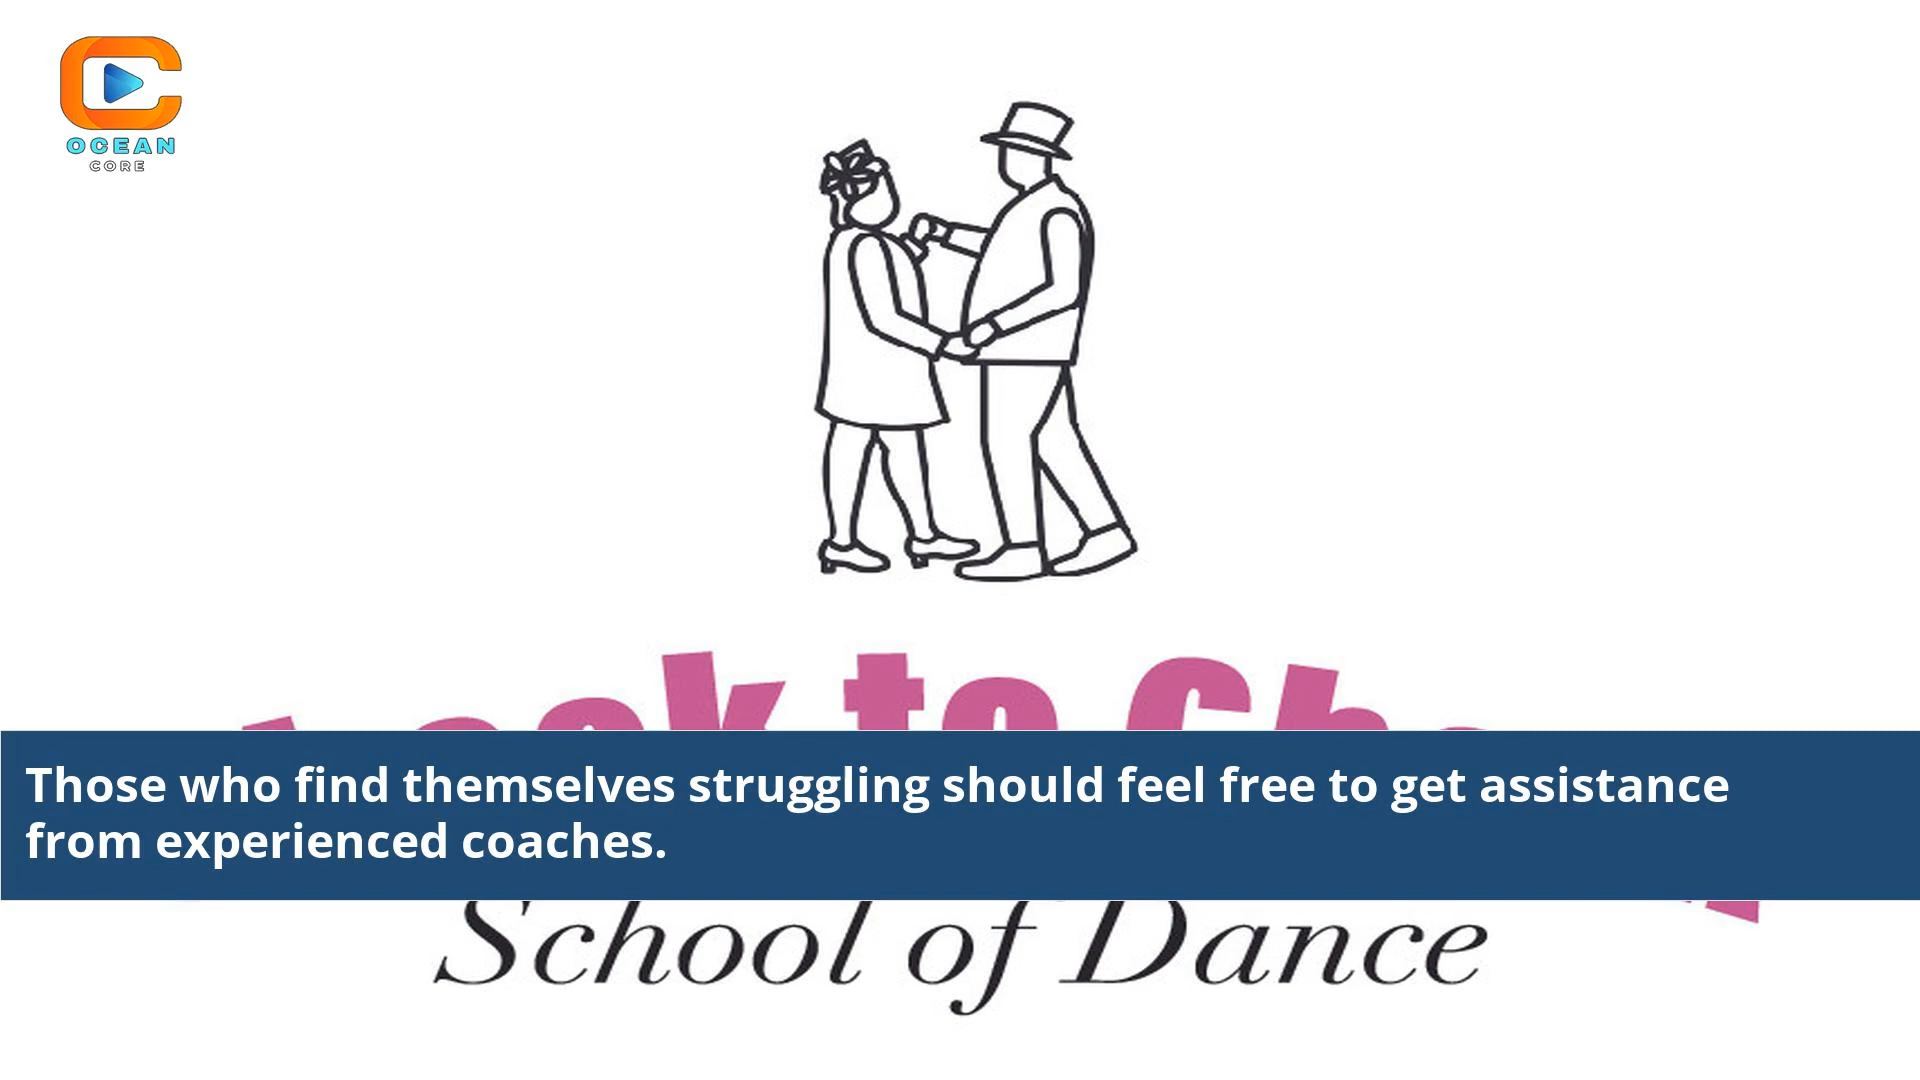 OCEAN
CORE
to
Those who find themselves struggling should feel free to get assistance
from experienced coaches.
School of Dance